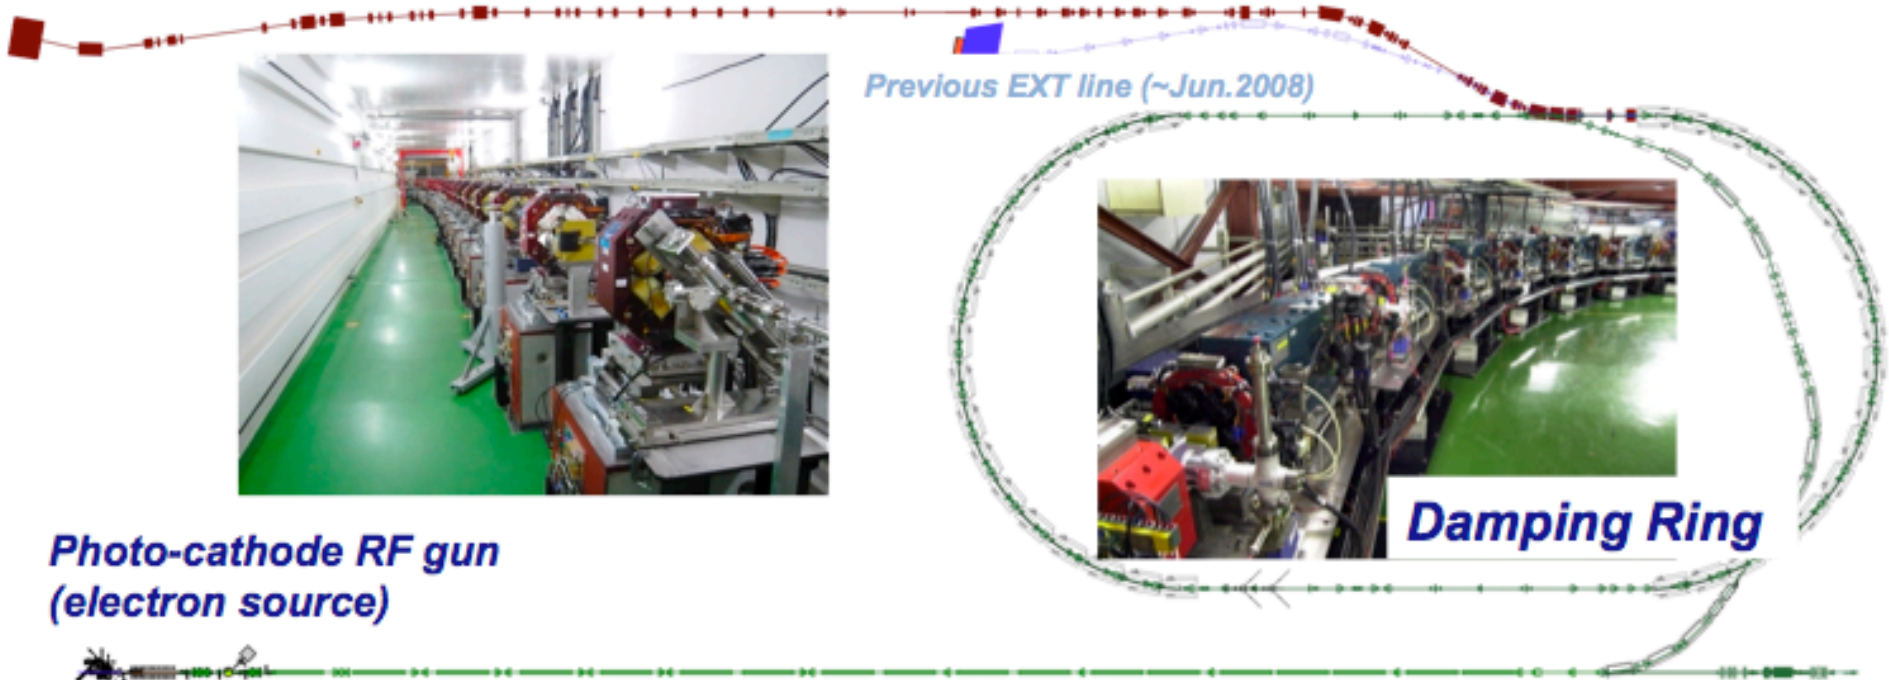 Previous EXT line (~Jun.2008)
Damping Ring
Photo-cathode RF gun
(electron source)